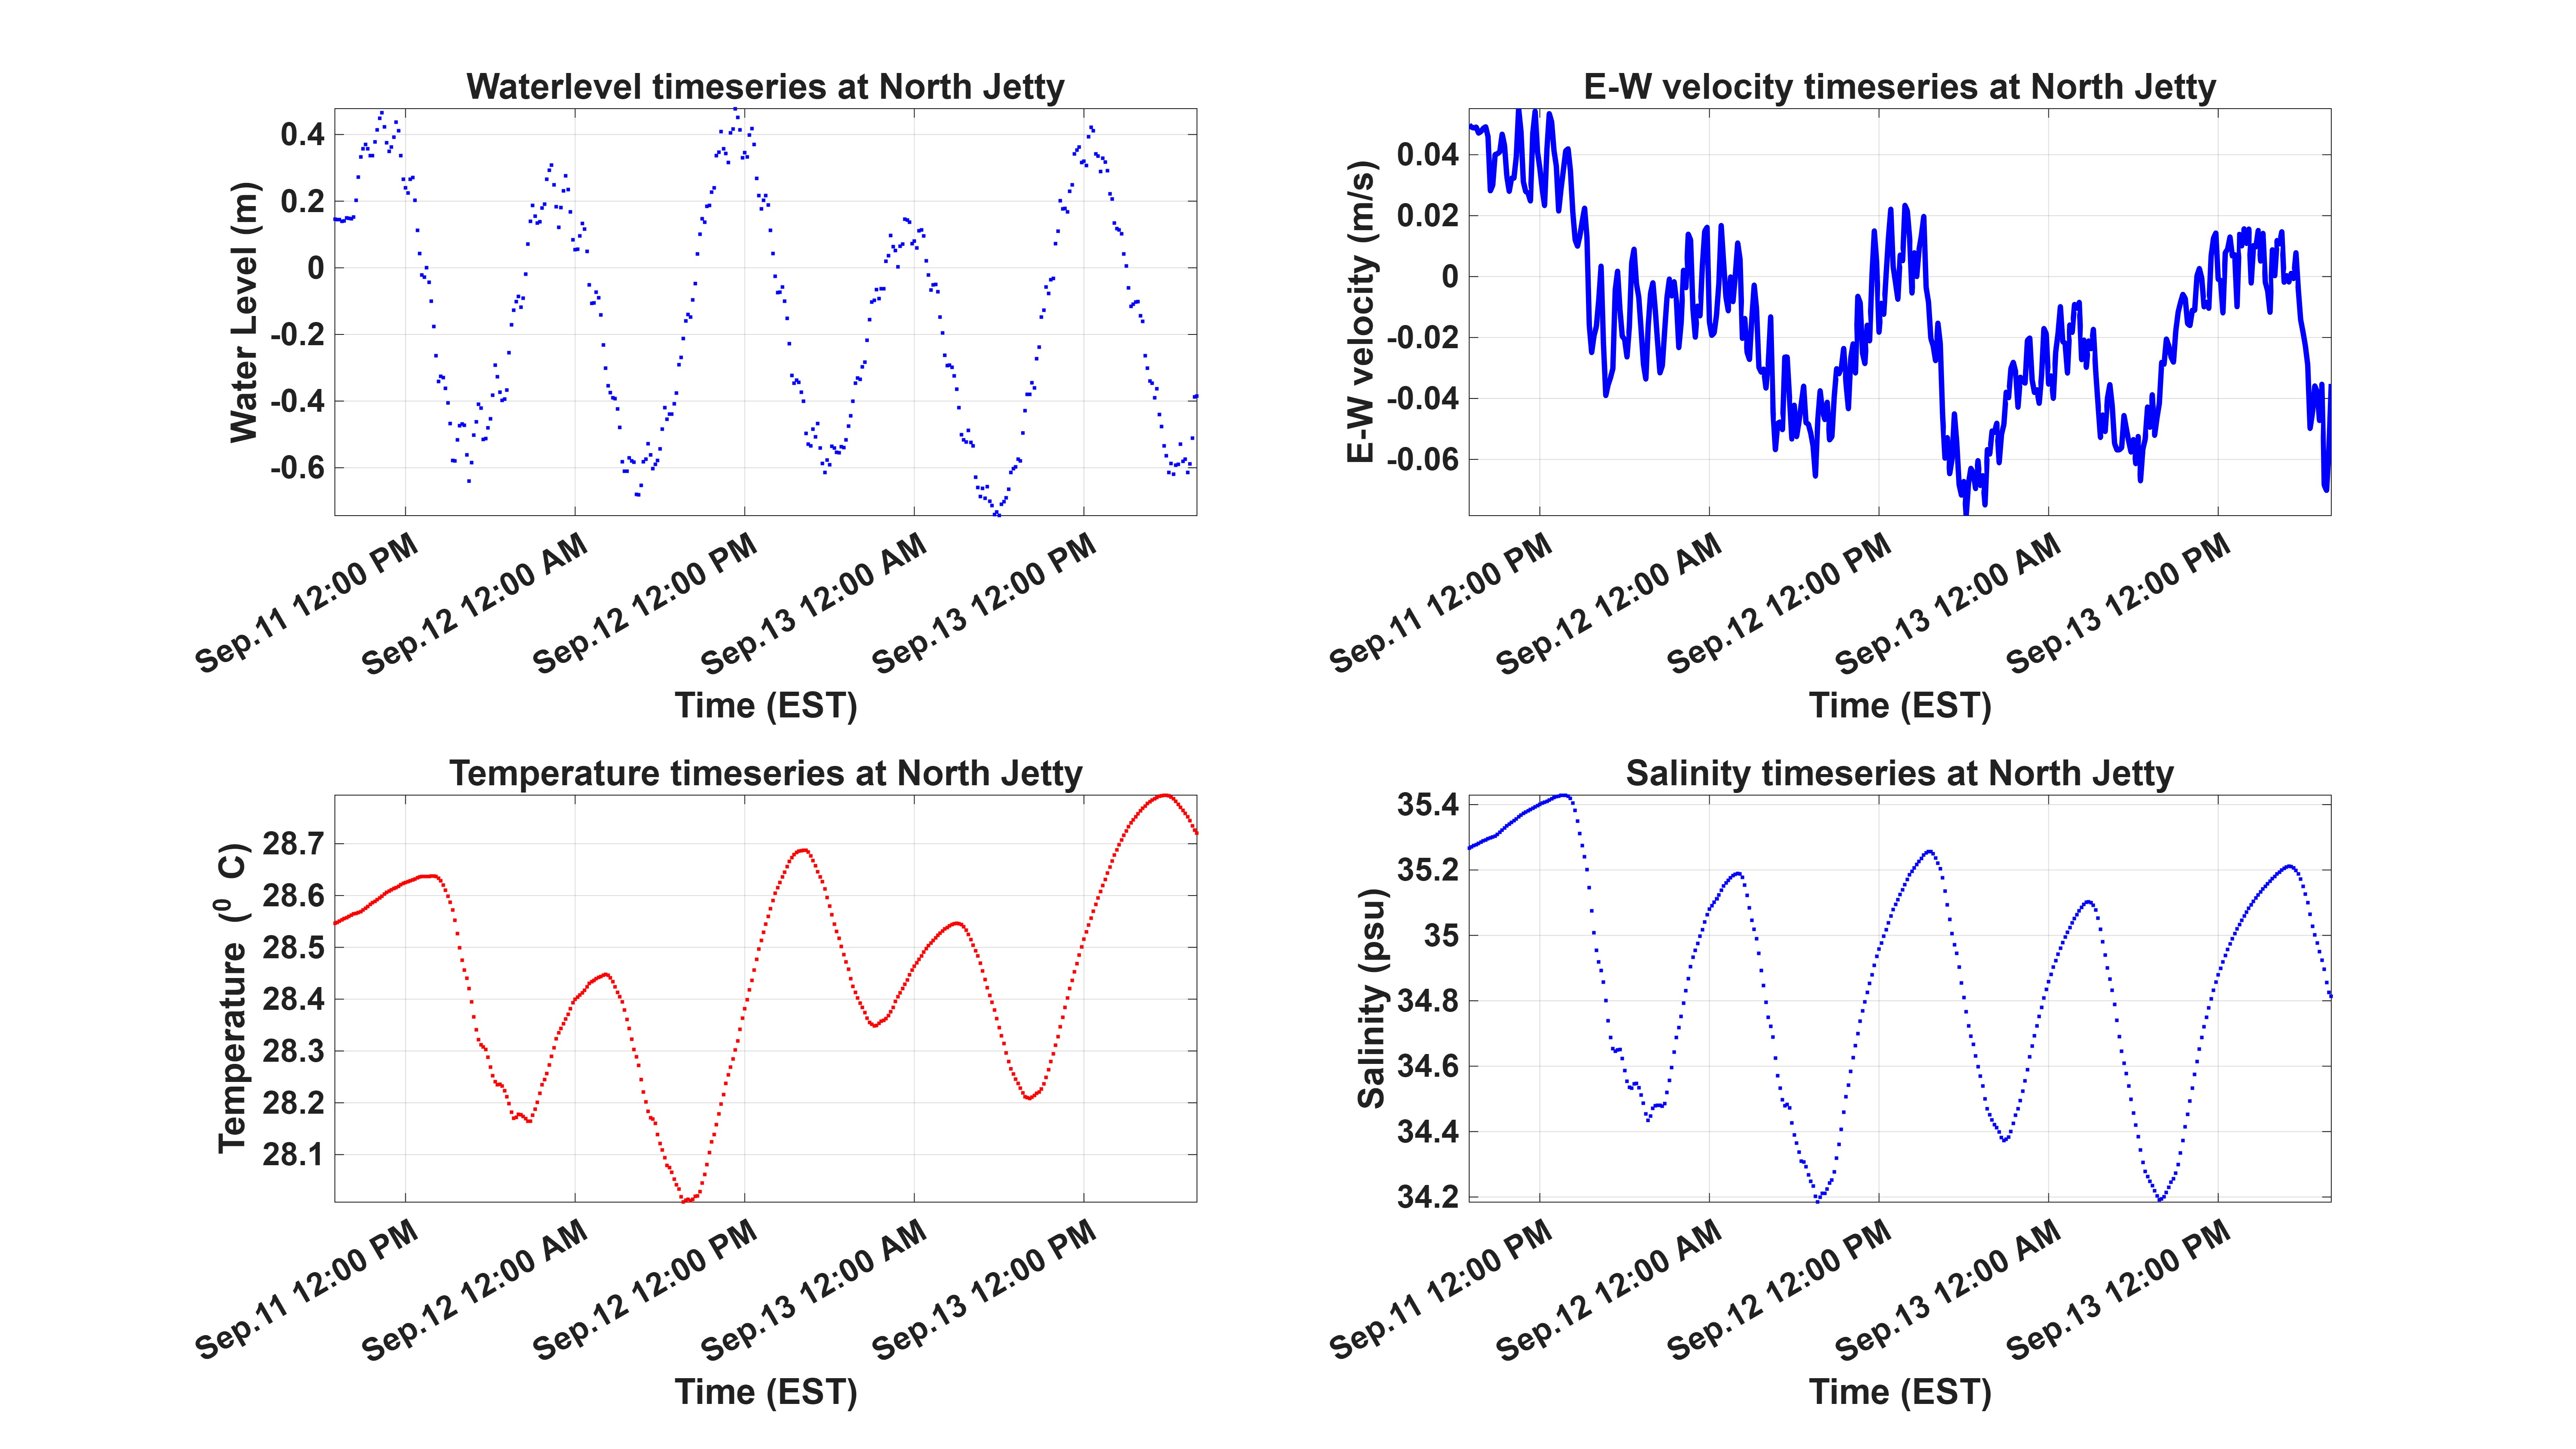 Waterlevel timeseries at North Jetty
Water Level (m)
0.4
0.2
0
-0.2
-0.4
-0.6
Sep.11 12:00 PM
Sep.12 12:00 AM
Sep.12 12:00 PM
Sep.13 12:00 AM
Sep.13 12:00 PM
Time (EST)
E-W velocity timeseries at North Jetty
E-W velocity (m/s)
0.04
0.02
0
-0.02
-0.04
-0.06
Sep.11 12:00 PM
Sep.12 12:00 AM
Sep.12 12:00 PM
Sep.13 12:00 AM
Sep.13 12:00 PM
Time (EST)
Temperature timeseries at North Jetty
Temperature (⁰ C)
28.7
28.6
28.5
28.4
28.3
28.2
28.1
Sep.11 12:00 PM
Sep.12 12:00 AM
Sep.12 12:00 PM
Sep.13 12:00 AM
Sep.13 12:00 PM
Time (EST)
Salinity timeseries at North Jetty
Salinity (psu)
35.4
35.2
35
34.8
34.6
34.4
34.2
Sep.11 12:00 PM
Sep.12 12:00 AM
Sep.12 12:00 PM
Sep.13 12:00 AM
Sep.13 12:00 PM
Time (EST)